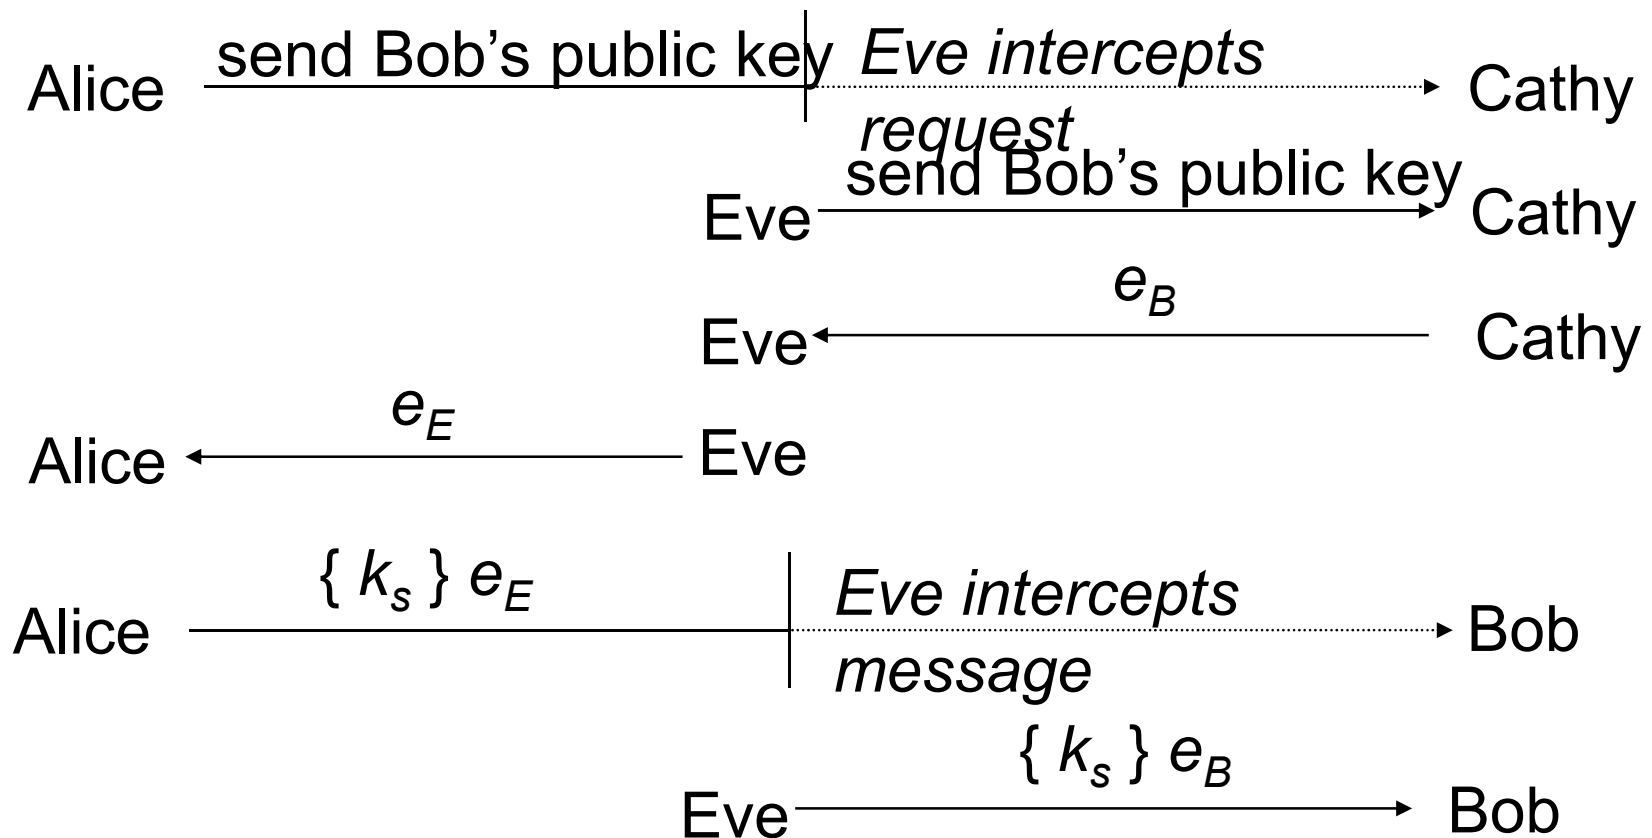 Alice send Bob’s public key Eve intercepts Cathy
request
send Bob’s public key
Eve Cathy
e_B
Eve Cathy
e_E
Alice Eve
{ k_s } e_E
Alice Eve intercepts Bob
message
{ k_s } e_B
Eve Bob